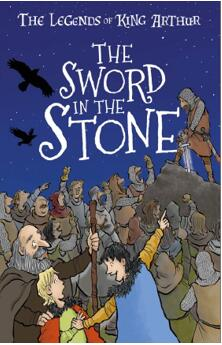 THE LEGENDS OF KING ARTHUR
THE
SWORD
IN THE
STONE